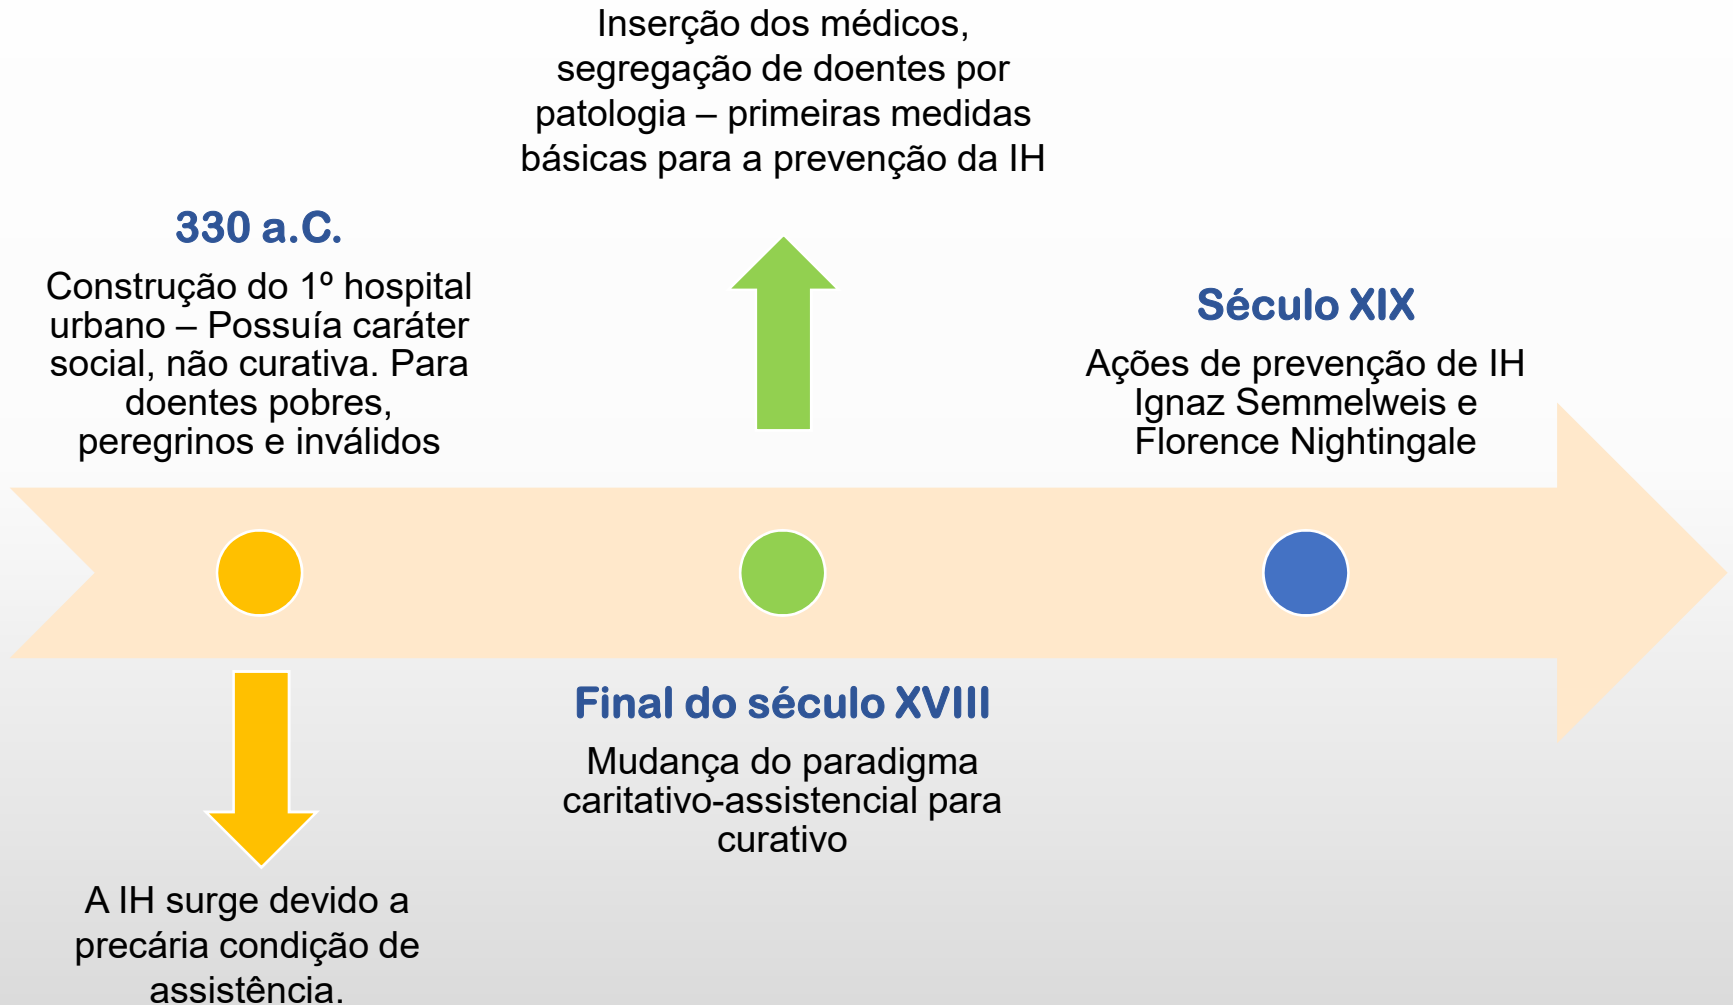 Inserção dos médicos,
segregação de doentes por
patologia – primeiras medidas
básicas para a prevenção da IH
330 a.C.
Construção do 1º hospital
urbano – Possuía caráter
social, não curativa. Para
doentes pobres,
peregrinos e inválidos
Século XIX
Ações de prevenção de IH
Ignaz Semmelweis e
Florence Nightingale
Final do século XVIII
Mudança do paradigma
caritativo-assistencial para
curativo
A IH surge devido a
precária condição de
assistência.